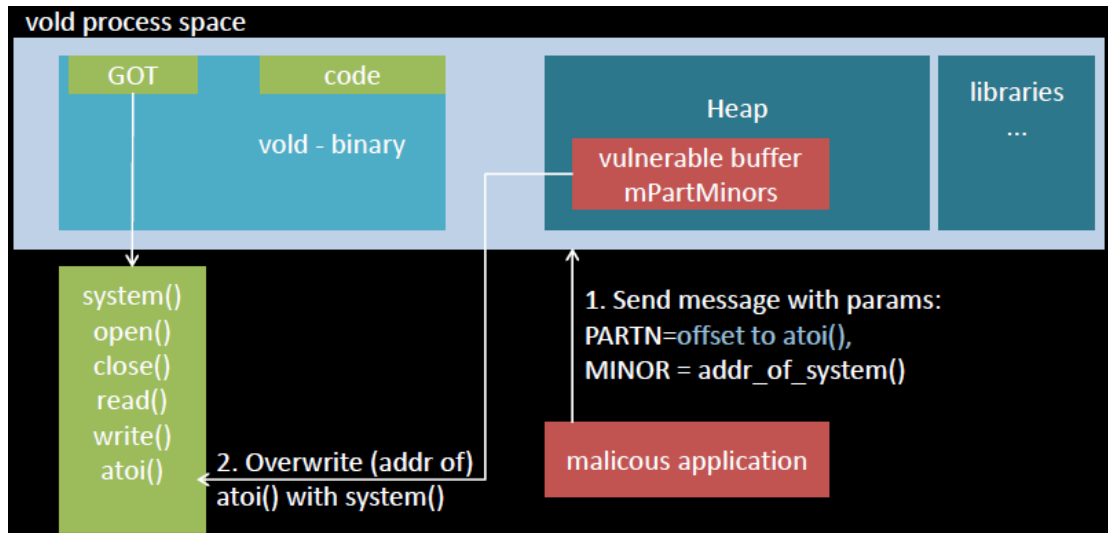 vold process space
GOT
code
vold - binary
Heap
vulnerable buffer
mPartMinors
libraries
...
system()
open()
close()
read()
write()
atoi()
1. Send message with params:
PARTN=offset to atoi(),
MINOR = addr_of_system()
2. Overwrite (addr of)
atoi() with system()
malicous application